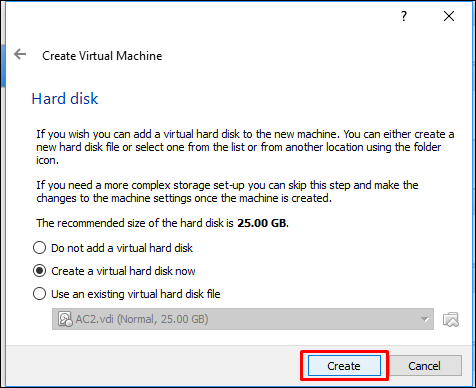 ?
Create Virtual Machine
Hard disk
If you wish you can add a virtual hard disk to the new machine. You can either create a
new hard disk file or select one from the list or from another location using the folder
icon.
If you need a more complex storage set-up you can skip this step and make the
changes to the machine settings once the machine is created.
The recommended size of the hard disk is 25.00 GB.
Do not add a virtual hard disk
Create a virtual hard disk now
Use an existing virtual hard disk file
AC2.vdi (Normal, 25.00 GB)
Create
Cancel